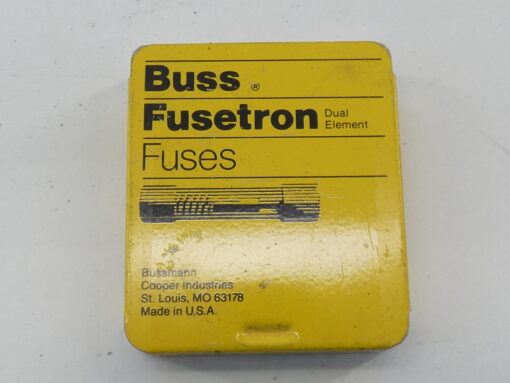 Buss ®
Fusetron Dual Element
Fuses
Bussmann
Cooper Industries
St. Louis, MO 63178
Made in U.S.A.